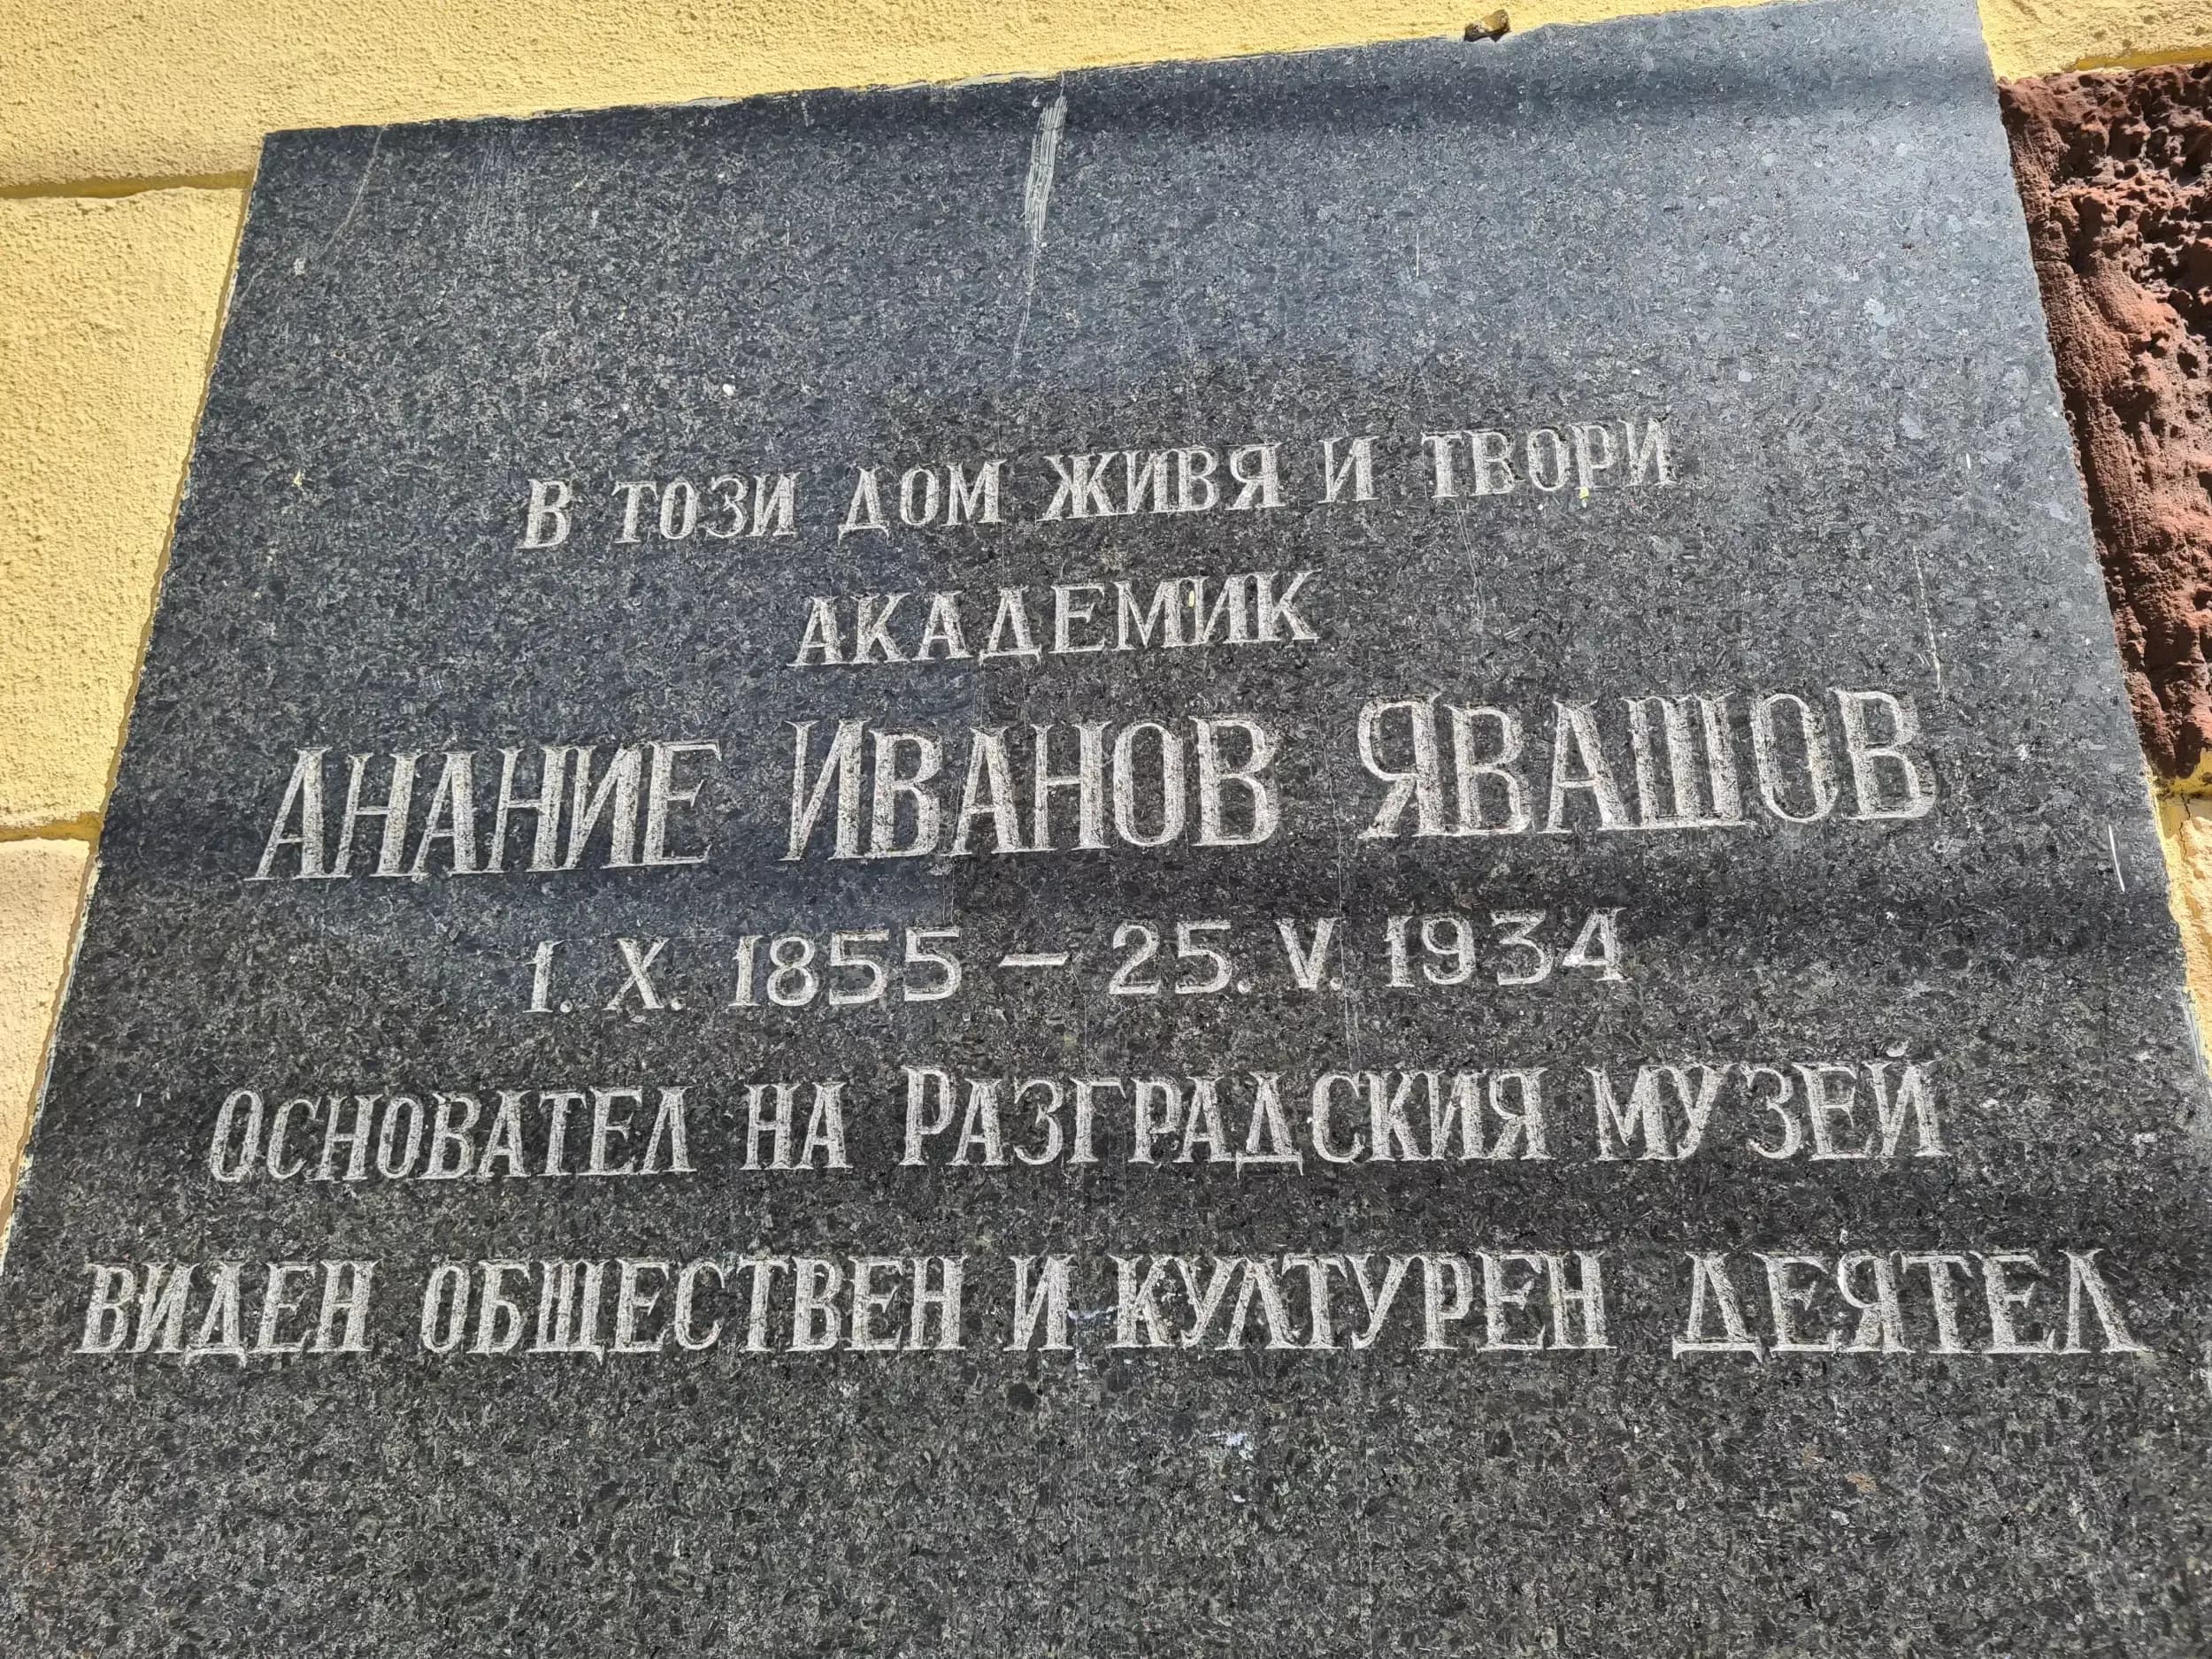 В този дом живя и твори
академик
Анание Иванов Явашов
1. X. 1855 – 25. V. 1934
Основател на Разградския музей
виден обществен и културен деятел